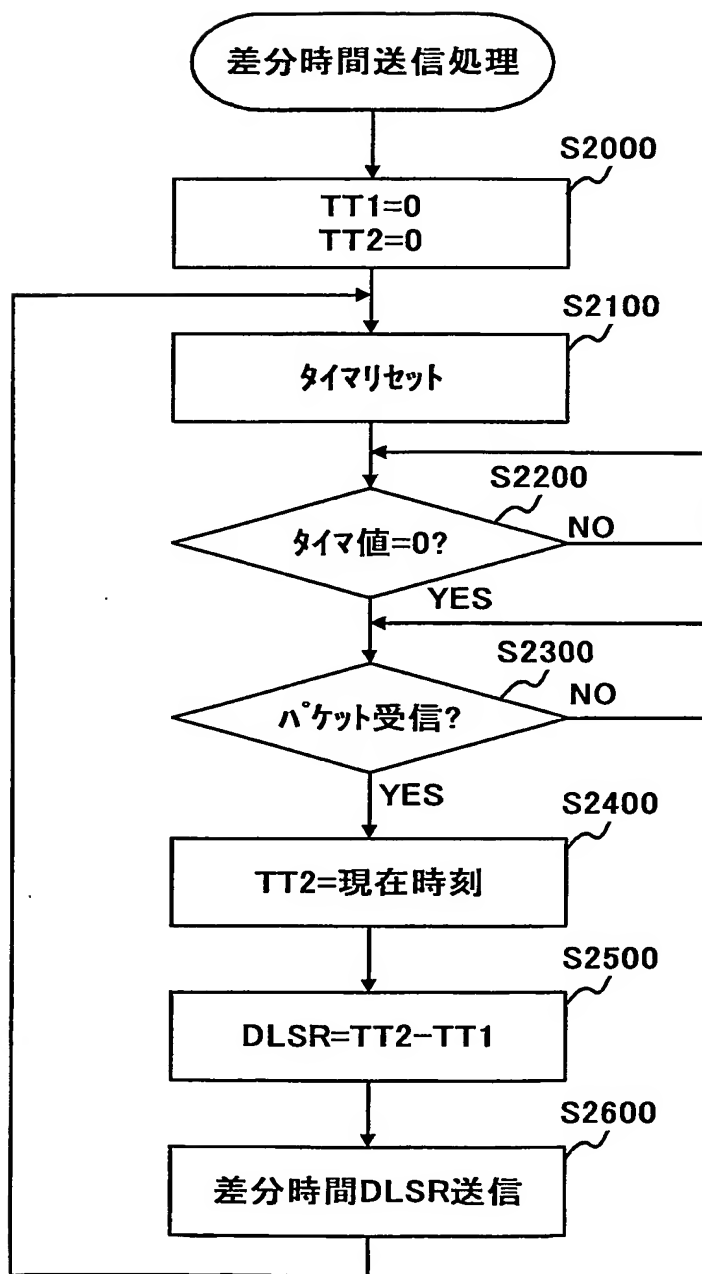 差分時間送信処理
S2000
TT1=0
TT2=0
S2100
ﾀｲﾏﾘｾｯﾄ
S2200
ﾀｲﾏ値=0?
NO
YES
S2300
ﾊﾟｹｯﾄ受信?
NO
YES
S2400
TT2=現在時刻
S2500
DLSR=TT2-TT1
S2600
差分時間DLSR送信